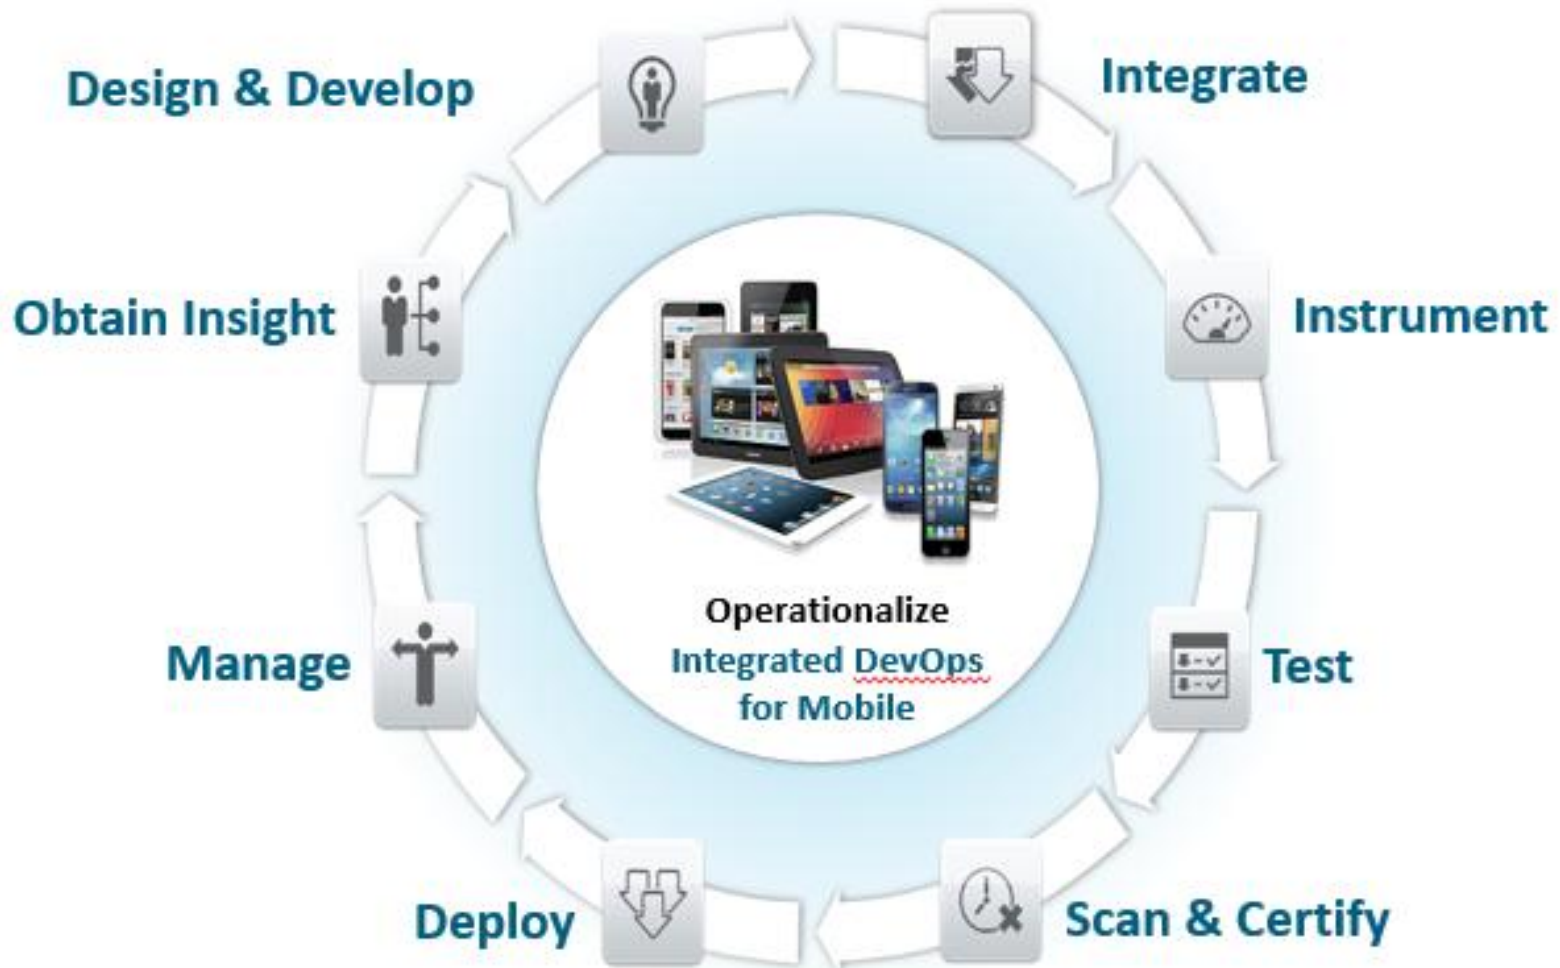 Design & Develop
Integrate
Obtain Insight
Instrument
Operationalize
Integrated DevOps
for Mobile
Manage
Test
Deploy
Scan & Certify